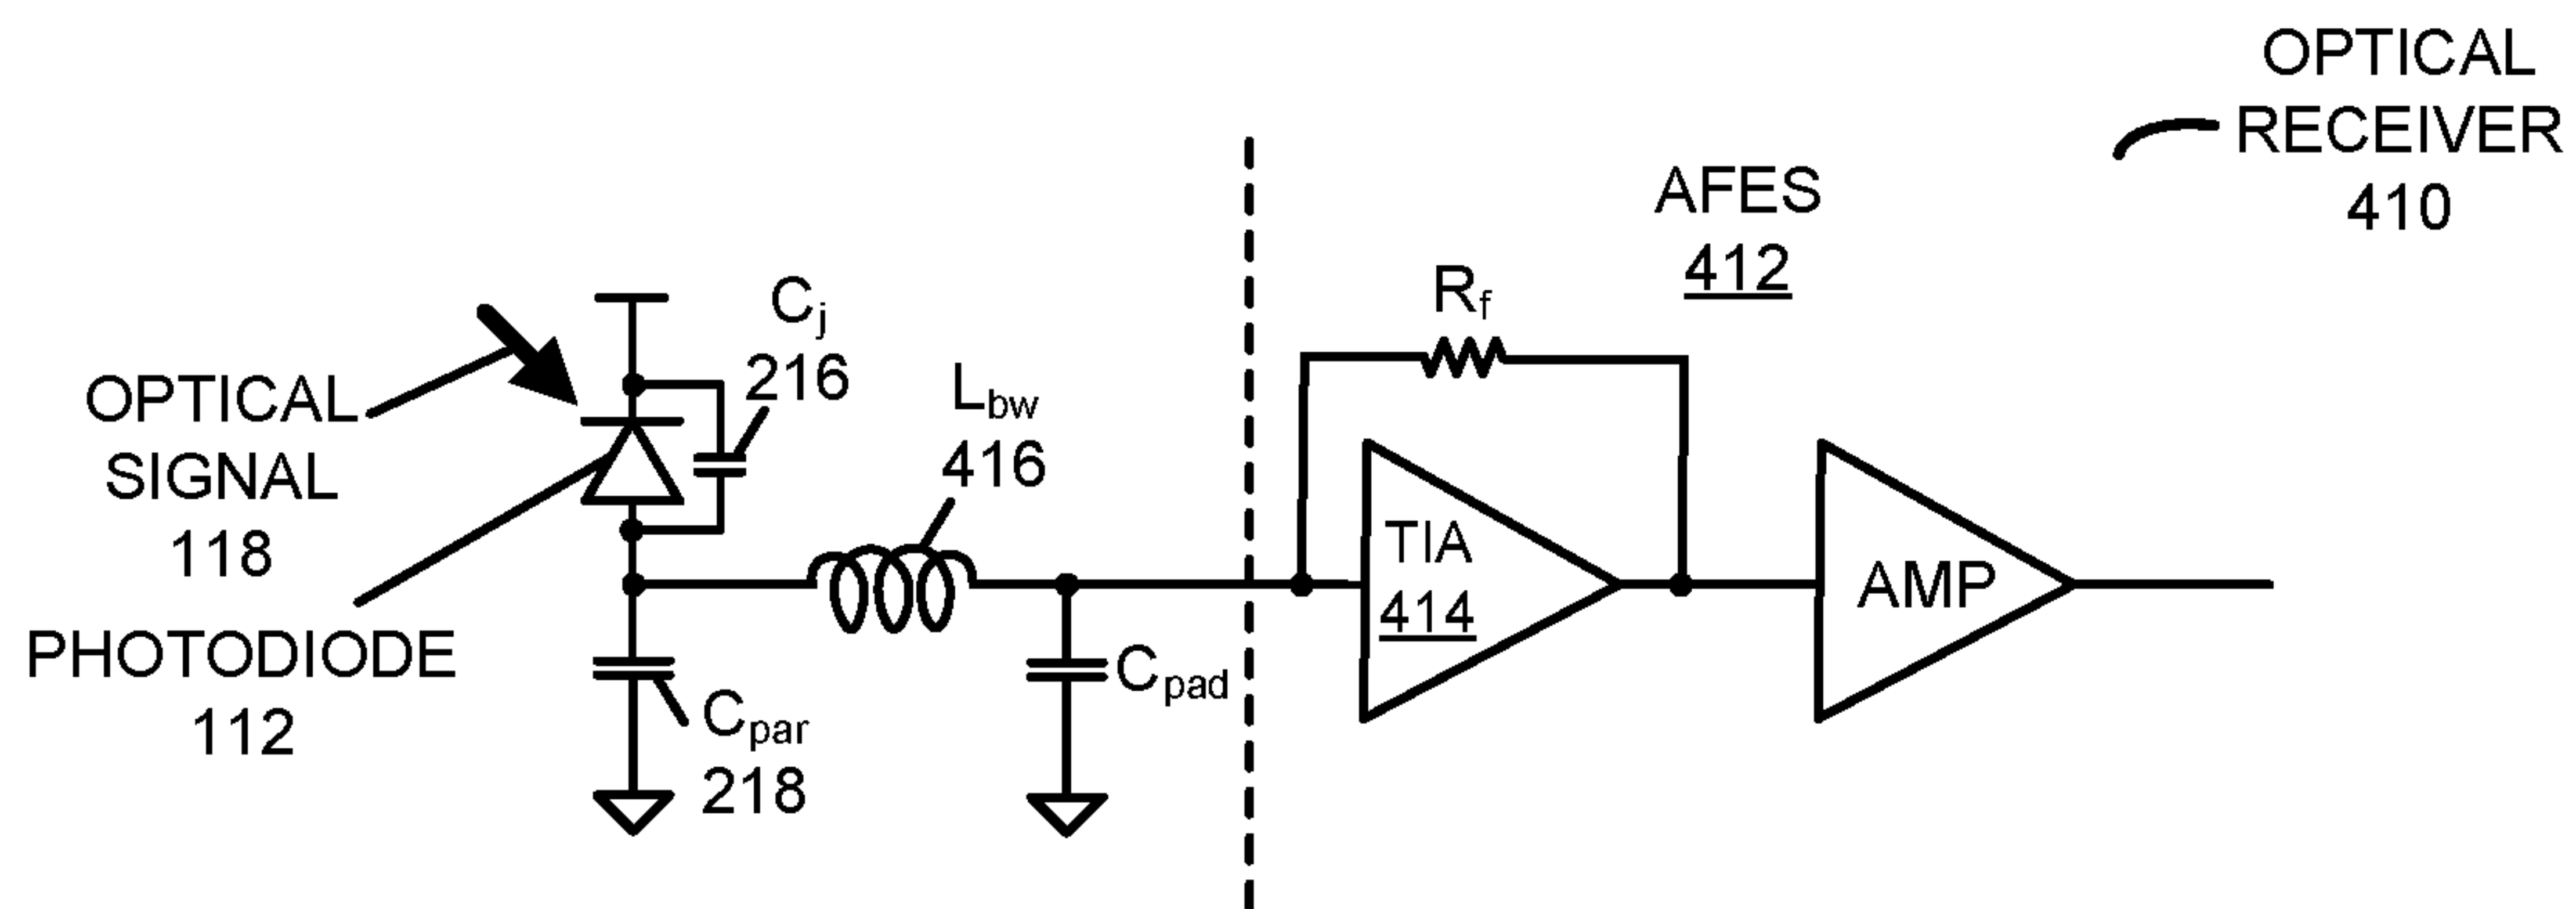 OPTICAL
RECEIVER
410
AFES
412
Rf
Cj
216
Lbw
416
OPTICAL
SIGNAL
118
PHOTODIODE
112
Cpar
218
Cpad
TIA
414
AMP